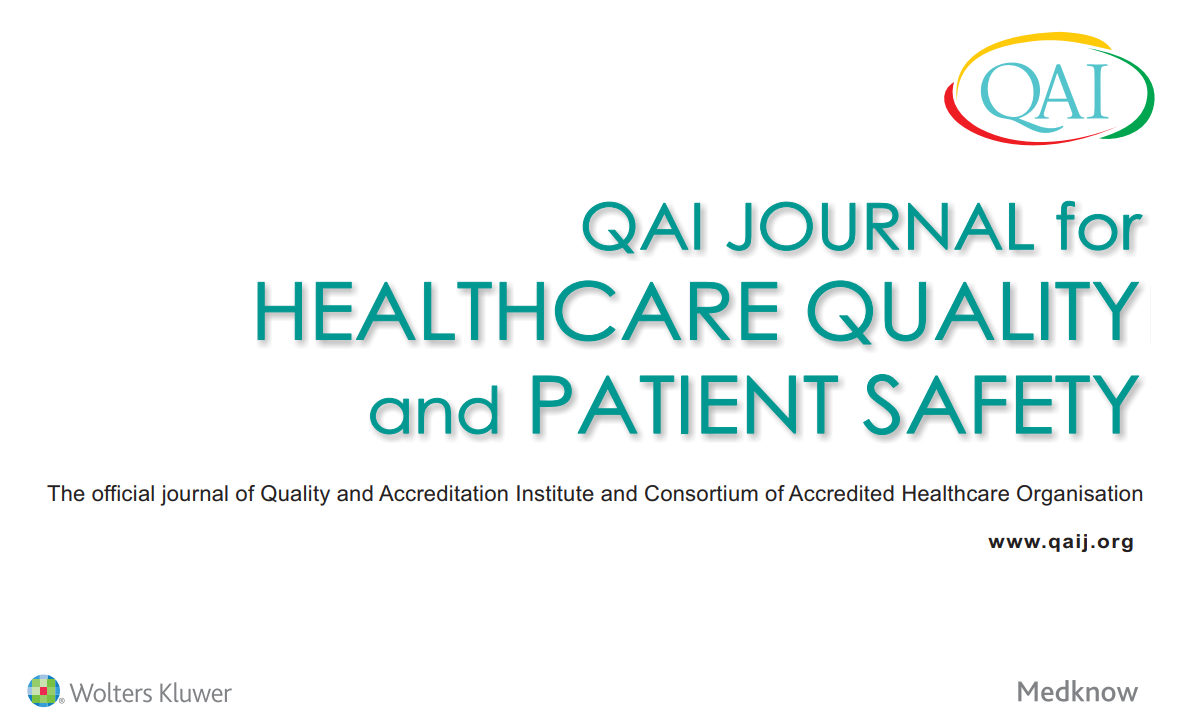 QAI
QAI JOURNAL for
HEALTHCARE QUALITY
and PATIENT SAFETY
The official journal of Quality and Accreditation Institute and Consortium of Accredited Healthcare Organisation
www.qaij.org
® Wolters Kluwer
Medknow